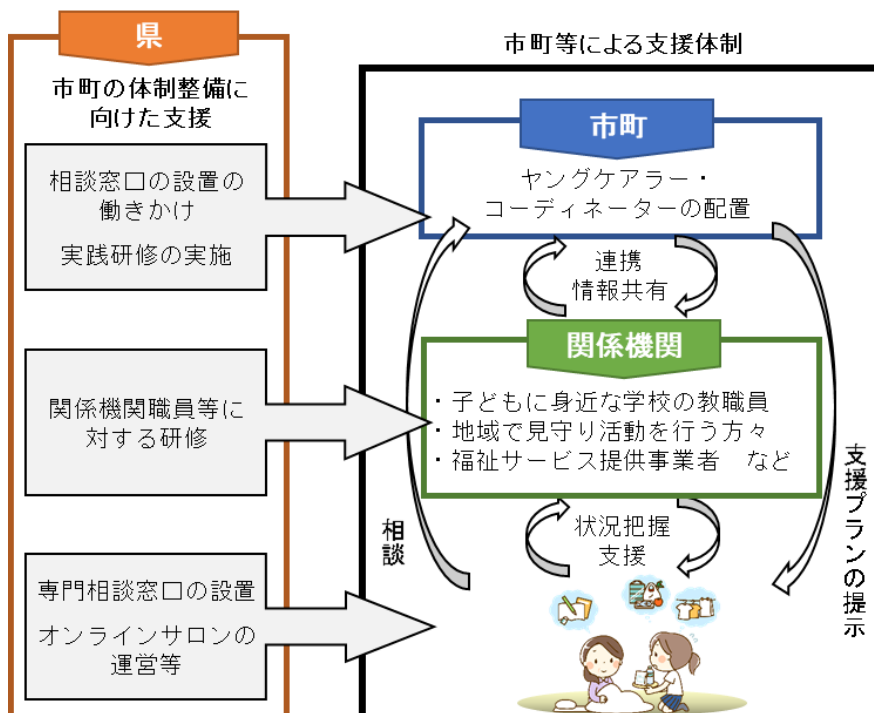 県
市町の体制整備に
向けた支援
相談窓口の設置の
働きかけ
実践研修の実施
関係機関職員等に
対する研修
専門相談窓口の設置
オンラインサロンの
運営等
市町等による支援体制
市町
ヤングケアラー・
コーディネーターの配置
連携
情報共有
関係機関
・子どもに身近な学校の教職員
・地域で見守り活動を行う方々
・福祉サービス提供事業者　など
状況把握
支援
相談
支援プランの提示